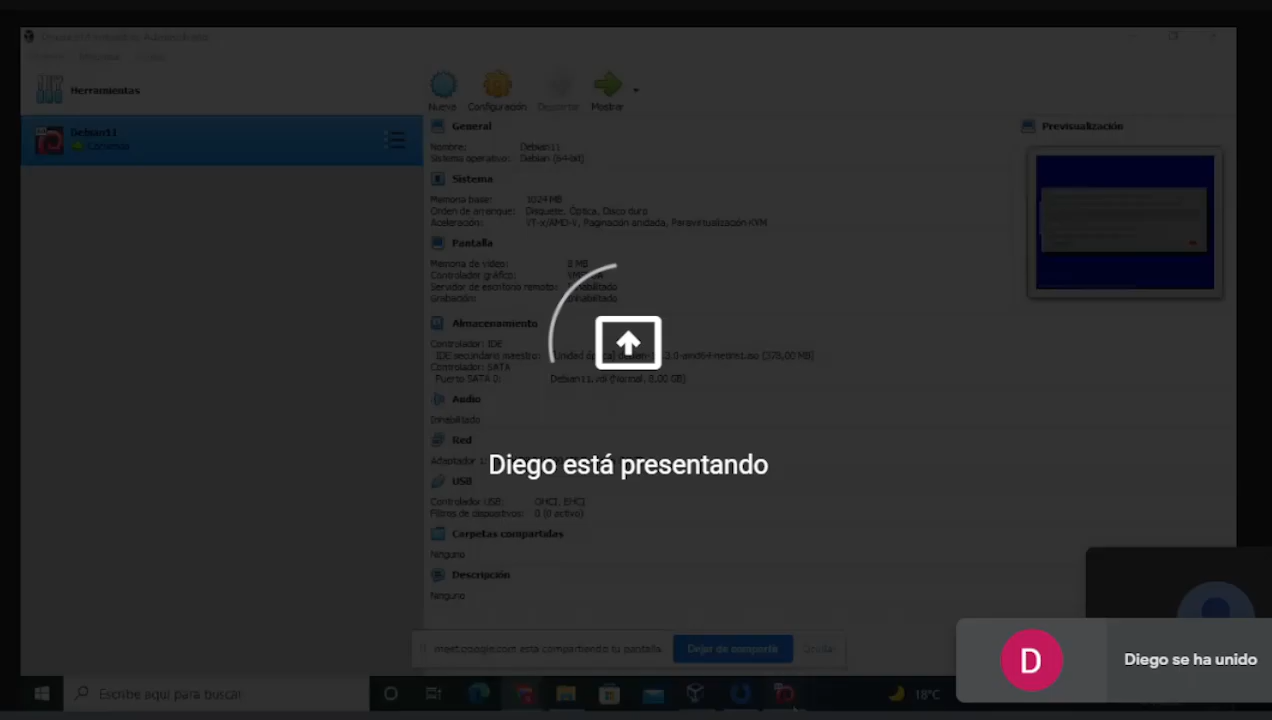 Herramientas
Debian11
Corriendo
Nueva Configuración Descartar Mostrar
General
Nombre: Debian11
Sistema operativo: Debian (64-bit)
Sistema
Memoria base: 1024 MB
Orden de arranque: Disquete, Óptica, Disco duro
Aceleración: VT-x/AMD-V, Paginación anidada, Paravirtualización KVM
Pantalla
Memoria de vídeo: 8 MB
Controlador gráfico:
Servidor de escritorio remoto: Inhabilitado
Grabación: Inhabilitado
Almacenamiento
Controlador: IDE
IDE secundario maestro:
Controlador: SATA
Puerto SATA 0: Debian11.vdi (Normal, 8,00 GB)
Audio
Inhabilitado
Red
Adaptador 1:
USB
Controlador USB: OHCI, EHCI
Filtros de dispositivos: 0 (0 activo)
Carpetas compartidas
Ninguno
Descripción
Ninguno
Previsualización
Diego está presentando
meet.google.com está compartiendo tu pantalla. Dejar de compartir Ocultar
D
Diego se ha unido
Escribe aquí para buscar
18°C